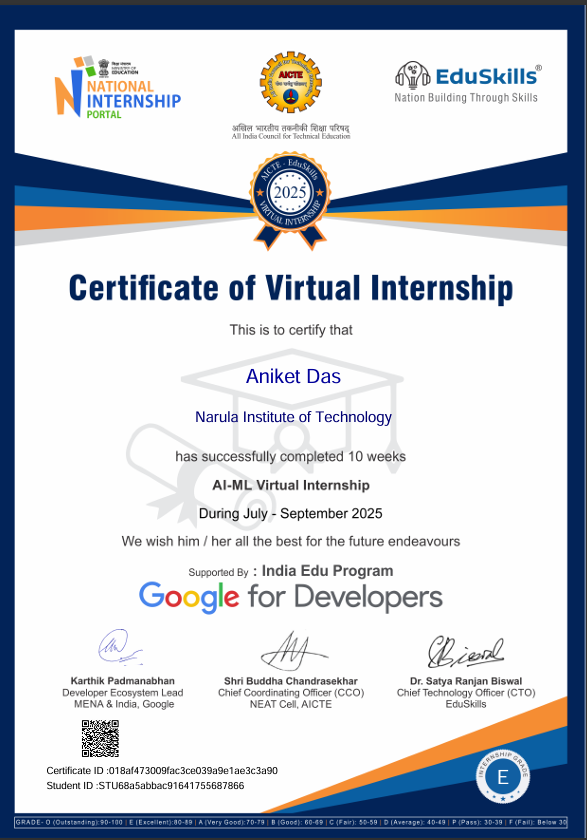 NATIONAL
INTERNSHIP
PORTAL
MINISTRY OF
EDUCATION
AICTE
अखिल भारतीय तकनीकी शिक्षा परिषद्
All India Council for Technical Education
EduSkills®
Nation Building Through Skills
AICTE - EduSkills
2025
VIRTUAL INTERNSHIP
Certificate of Virtual Internship
This is to certify that
Aniket Das
Narula Institute of Technology
has successfully completed 10 weeks
AI-ML Virtual Internship
During July - September 2025
We wish him / her all the best for the future endeavours
Supported By : India Edu Program
Google for Developers
Karthik Padmanabhan
Developer Ecosystem Lead
MENA & India, Google
Shri Buddha Chandrasekhar
Chief Coordinating Officer (CCO)
NEAT Cell, AICTE
Dr. Satya Ranjan Biswal
Chief Technology Officer (CTO)
EduSkills
Certificate ID :018af473009fac3ce039a9e1ae3c3a90
Student ID :STU68a5abbac91641755687866
INTERNSHIP GRADE
E
GRADE- O (Outstanding):90-100 | E (Excellent):80-89 | A (Very Good):70-79 | B (Good): 60-69 | C (Fair): 50-59 | D (Average): 40-49 | P (Pass): 30-39 | F (Fail): Below 30